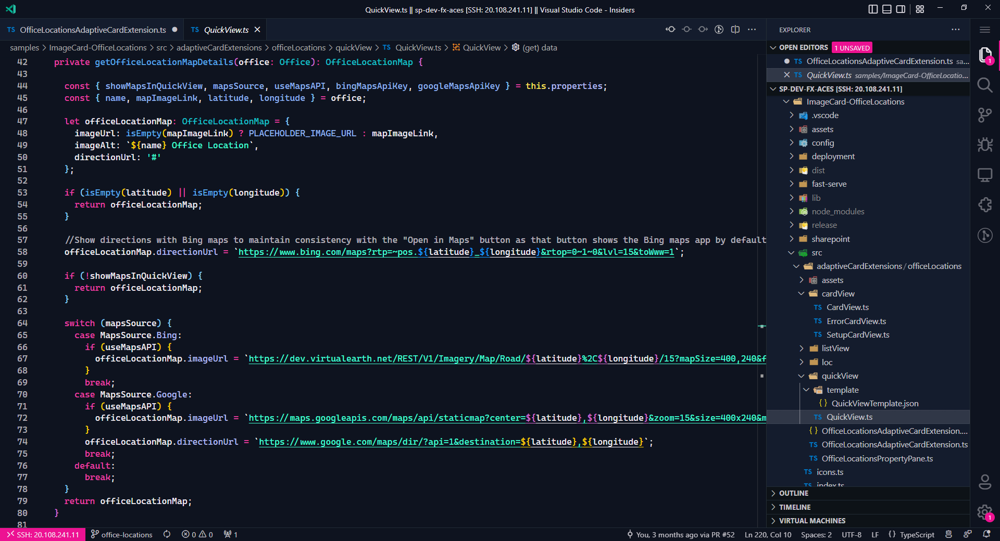 QuickView.ts || sp-dev-fx-aces [SSH: 20.108.241.11] || Visual Studio Code - Insiders
TS OfficeLocationsAdaptiveCardExtension.ts
TS QuickView.ts
samples > ImageCard-OfficeLocations > src > adaptiveCardExtensions > officeLocations > quickView > TS QuickView.ts > QuickView > (get) data
42 private getOfficeLocationMapDetails(office: Office): OfficeLocationMap {
43
44 const { showMapsInQuickView, mapsSource, useMapsAPI, bingMapsApiKey, googleMapsApiKey } = this.properties;
45 const { name, mapImageLink, latitude, longitude } = office;
46
47 let officeLocationMap: OfficeLocationMap = {
48 imageUrl: isEmpty(mapImageLink) ? PLACEHOLDER_IMAGE_URL : mapImageLink,
49 imageAlt: `${name} Office Location`,
50 directionUrl: '#'
51 };
52
53 if (isEmpty(latitude) || isEmpty(longitude)) {
54 return officeLocationMap;
55 }
56
57 //Show directions with Bing maps to maintain consistency with the "Open in Maps" button as that button shows the Bing maps app by default
58 officeLocationMap.directionUrl = `https://www.bing.com/maps?rtp=~pos.${latitude}_${longitude}&rtop=0~1~0&lvl=15&toWww=1`;
59
60 if (!showMapsInQuickView) {
61 return officeLocationMap;
62 }
63
64 switch (mapsSource) {
65 case MapsSource.Bing:
66 if (useMapsAPI) {
67 officeLocationMap.imageUrl = `https://dev.virtualearth.net/REST/V1/Imagery/Map/Road/${latitude}%2C${longitude}/15?mapSize=400,240&f
68 }
69 break;
70 case MapsSource.Google:
71 if (useMapsAPI) {
72 officeLocationMap.imageUrl = `https://maps.googleapis.com/maps/api/staticmap?center=${latitude},${longitude}&zoom=15&size=400x240&m
73 }
74 officeLocationMap.directionUrl = `https://www.google.com/maps/dir/?api=1&destination=${latitude},${longitude}`;
75 break;
76 default:
77 break;
78 }
79 return officeLocationMap;
80 }
81
EXPLORER
OPEN EDITORS 1 UNSAVED
TS OfficeLocationsAdaptiveCardExtension.ts sa...
TS QuickView.ts samples/ImageCard-OfficeLocatio...
SP-DEV-FX-ACES [SSH: 20.108.241.11]
ImageCard-OfficeLocations
.vscode
assets
config
deployment
dist
fast-serve
lib
node_modules
release
sharepoint
src
adaptiveCardExtensions / officeLocations
assets
cardView
TS CardView.ts
TS ErrorCardView.ts
TS SetupCardView.ts
listView
loc
quickView
template
{} QuickViewTemplate.json
TS QuickView.ts
{} OfficeLocationsAdaptiveCardExtension....
TS OfficeLocationsAdaptiveCardExtension.ts
TS OfficeLocationsPropertyPane.ts
TS icons.ts
TS index.ts
OUTLINE
TIMELINE
VIRTUAL MACHINES
1
1
SSH: 20.108.241.11 office-locations 0 0 1 You, 3 months ago via PR #52 Ln 220, Col 10 Spaces: 2 UTF-8 LF {} TypeScript